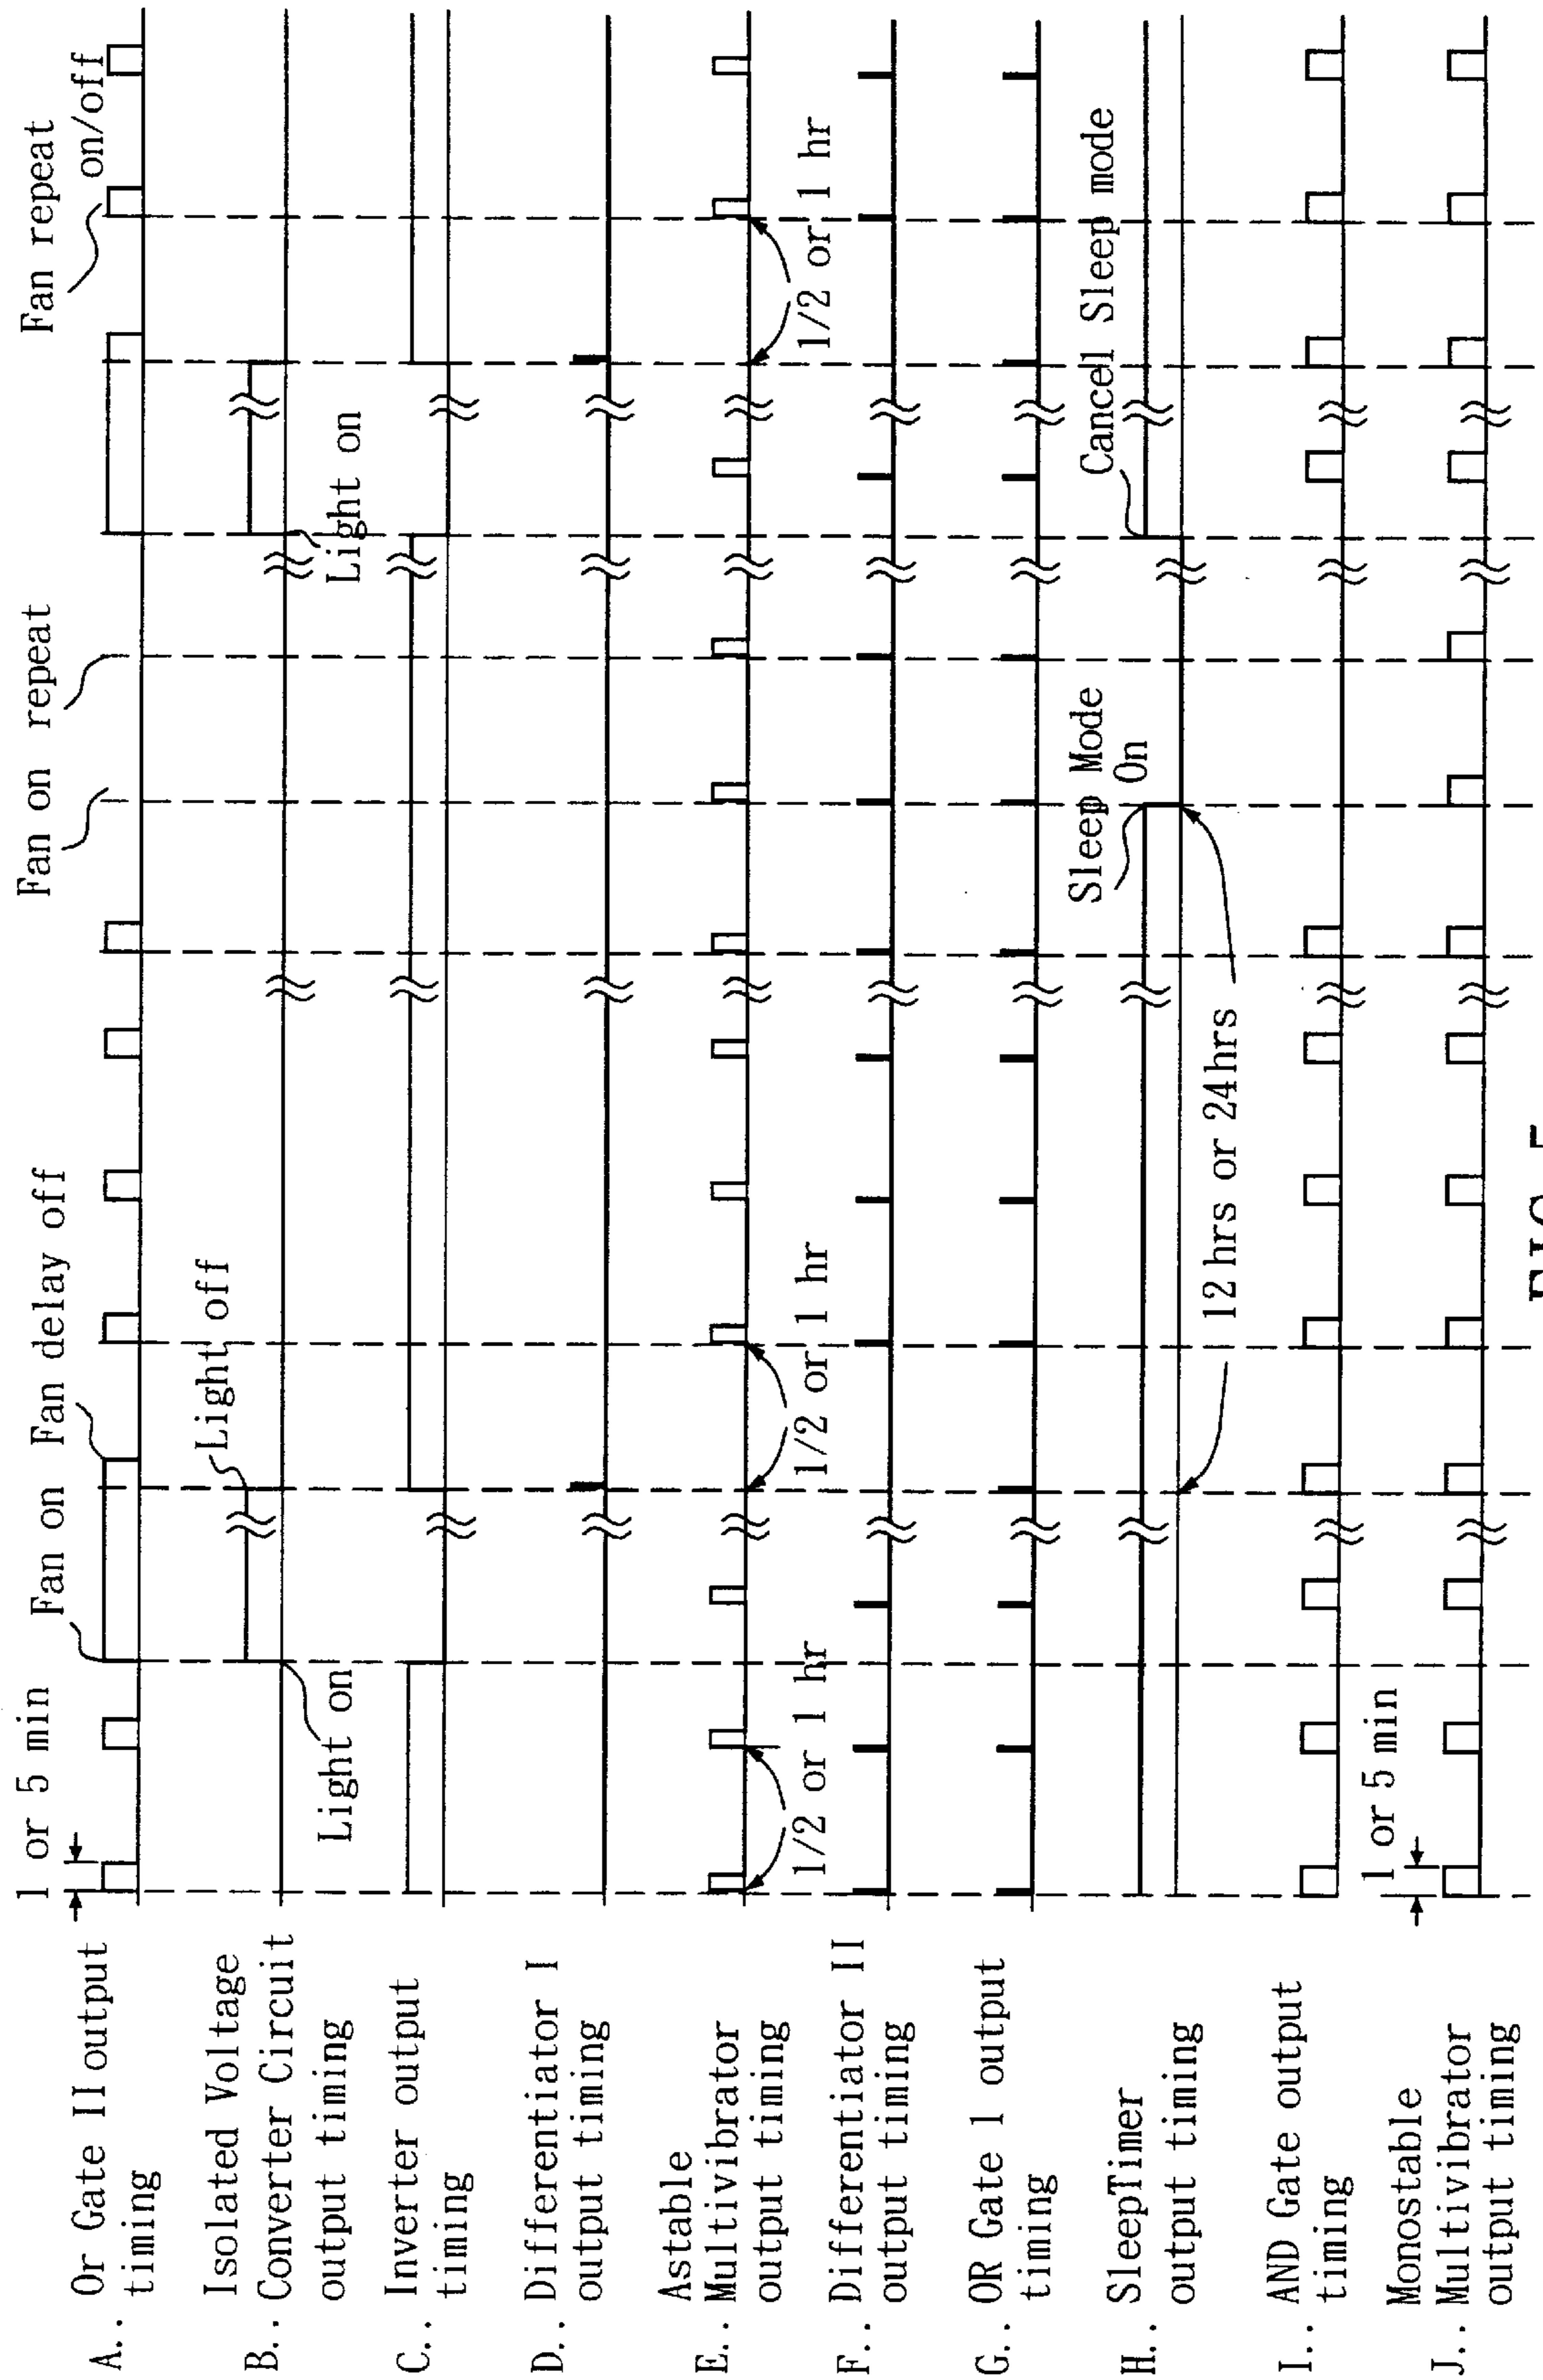 A.. Or Gate II output
timing
1 or 5 min
Fan on
Fan delay off
Fan on repeat
Fan repeat
on/off
Isolated Voltage
B.. Converter Circuit
output timing
Light on
Light off
Light on
C.. Inverter output
timing
D.. Differentiator I
output timing
Astable
E.. Multivibrator
output timing
1/2 or 1 hr
1/2 or 1 hr
1/2 or 1 hr
F.. Differentiator II
output timing
G.. OR Gate 1 output
timing
H.. SleepTimer
output timing
12 hrs or 24hrs
Sleep Mode
On
Cancel Sleep mode
I.. AND Gate output
timing
Monostable
J.. Multivibrator
output timing
1 or 5 min